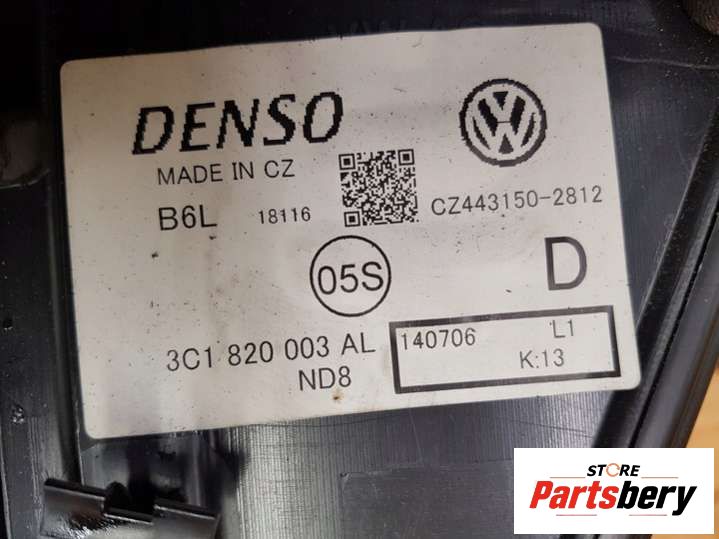 DENSO
MADE IN CZ
B6L 18116
CZ443150-2812
05S
D
3C1 820 003 AL
ND8
140706 L1
K:13
STORE
Partsbery